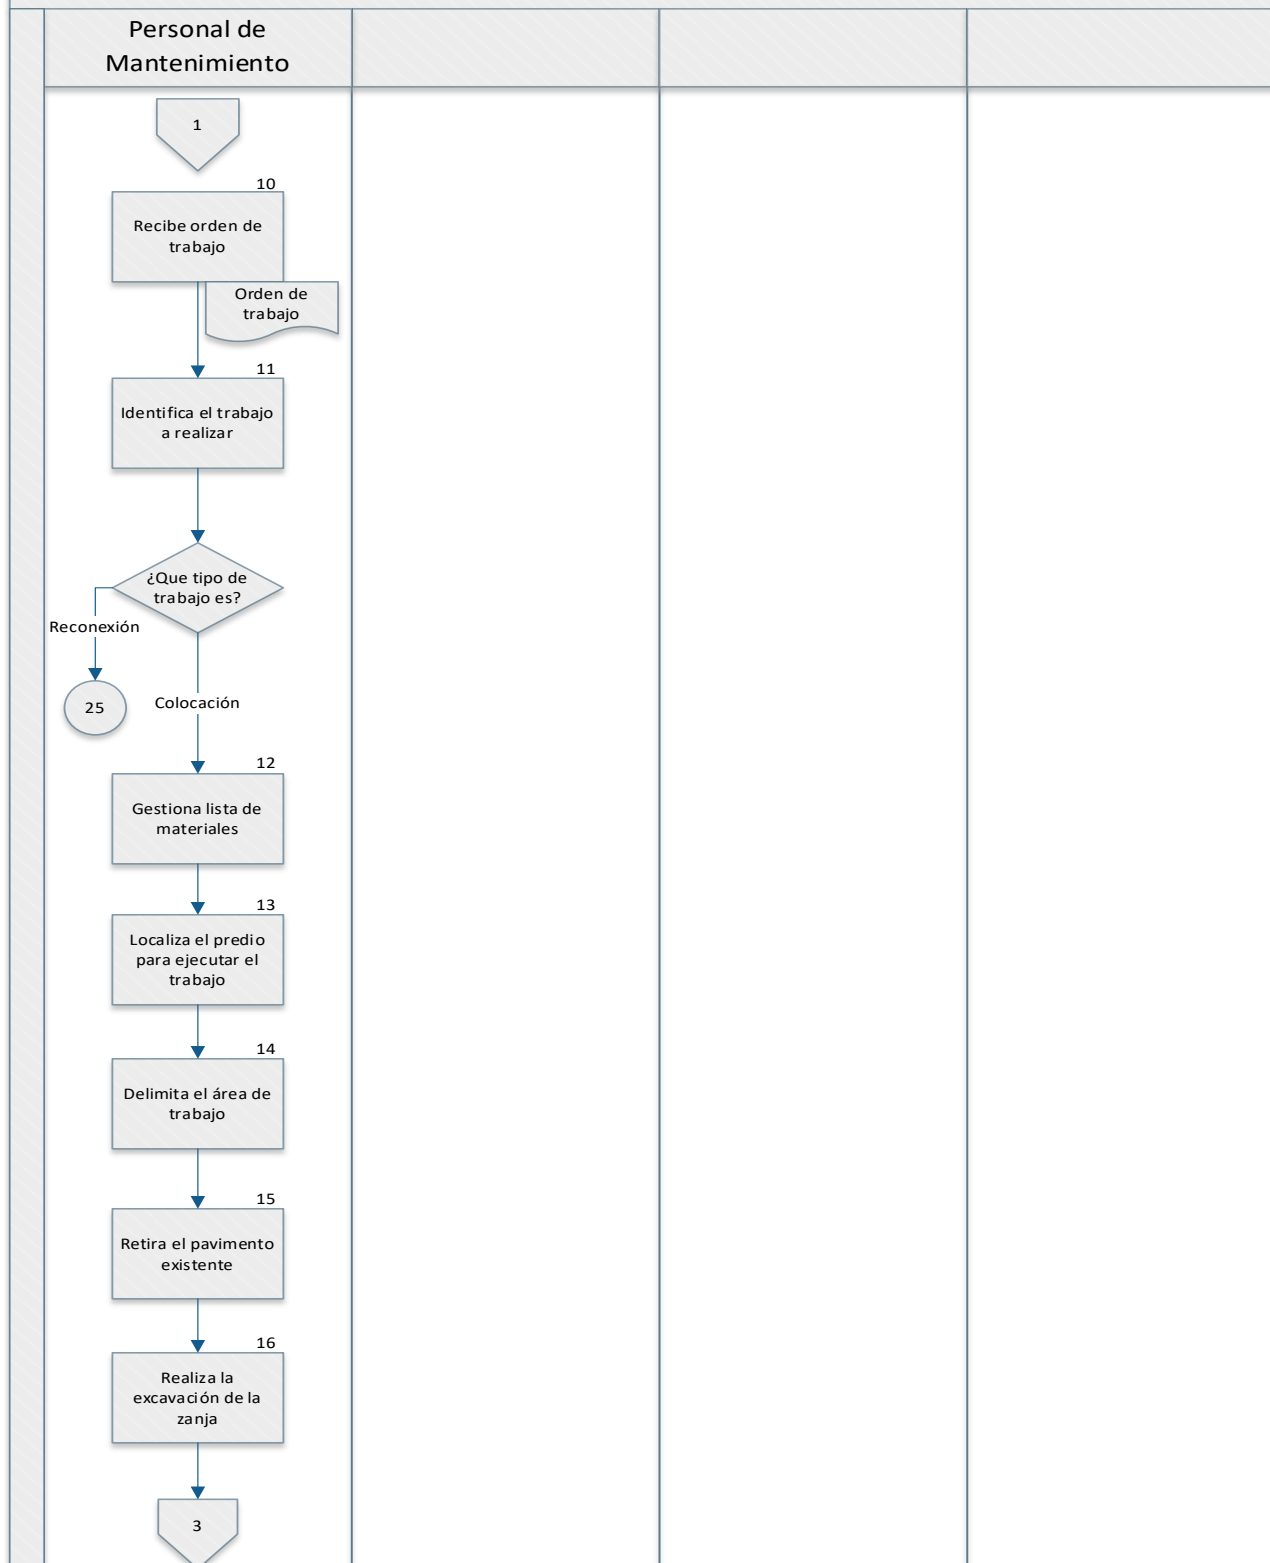 Personal de
Mantenimiento
1
10
Recibe orden de
trabajo
Orden de
trabajo
11
Identifica el trabajo
a realizar
¿Que tipo de
trabajo es?
Reconexión
25
Colocación
12
Gestiona lista de
materiales
13
Localiza el predio
para ejecutar el
trabajo
14
Delimita el área de
trabajo
15
Retira el pavimento
existente
16
Realiza la
excavación de la
zanja
3